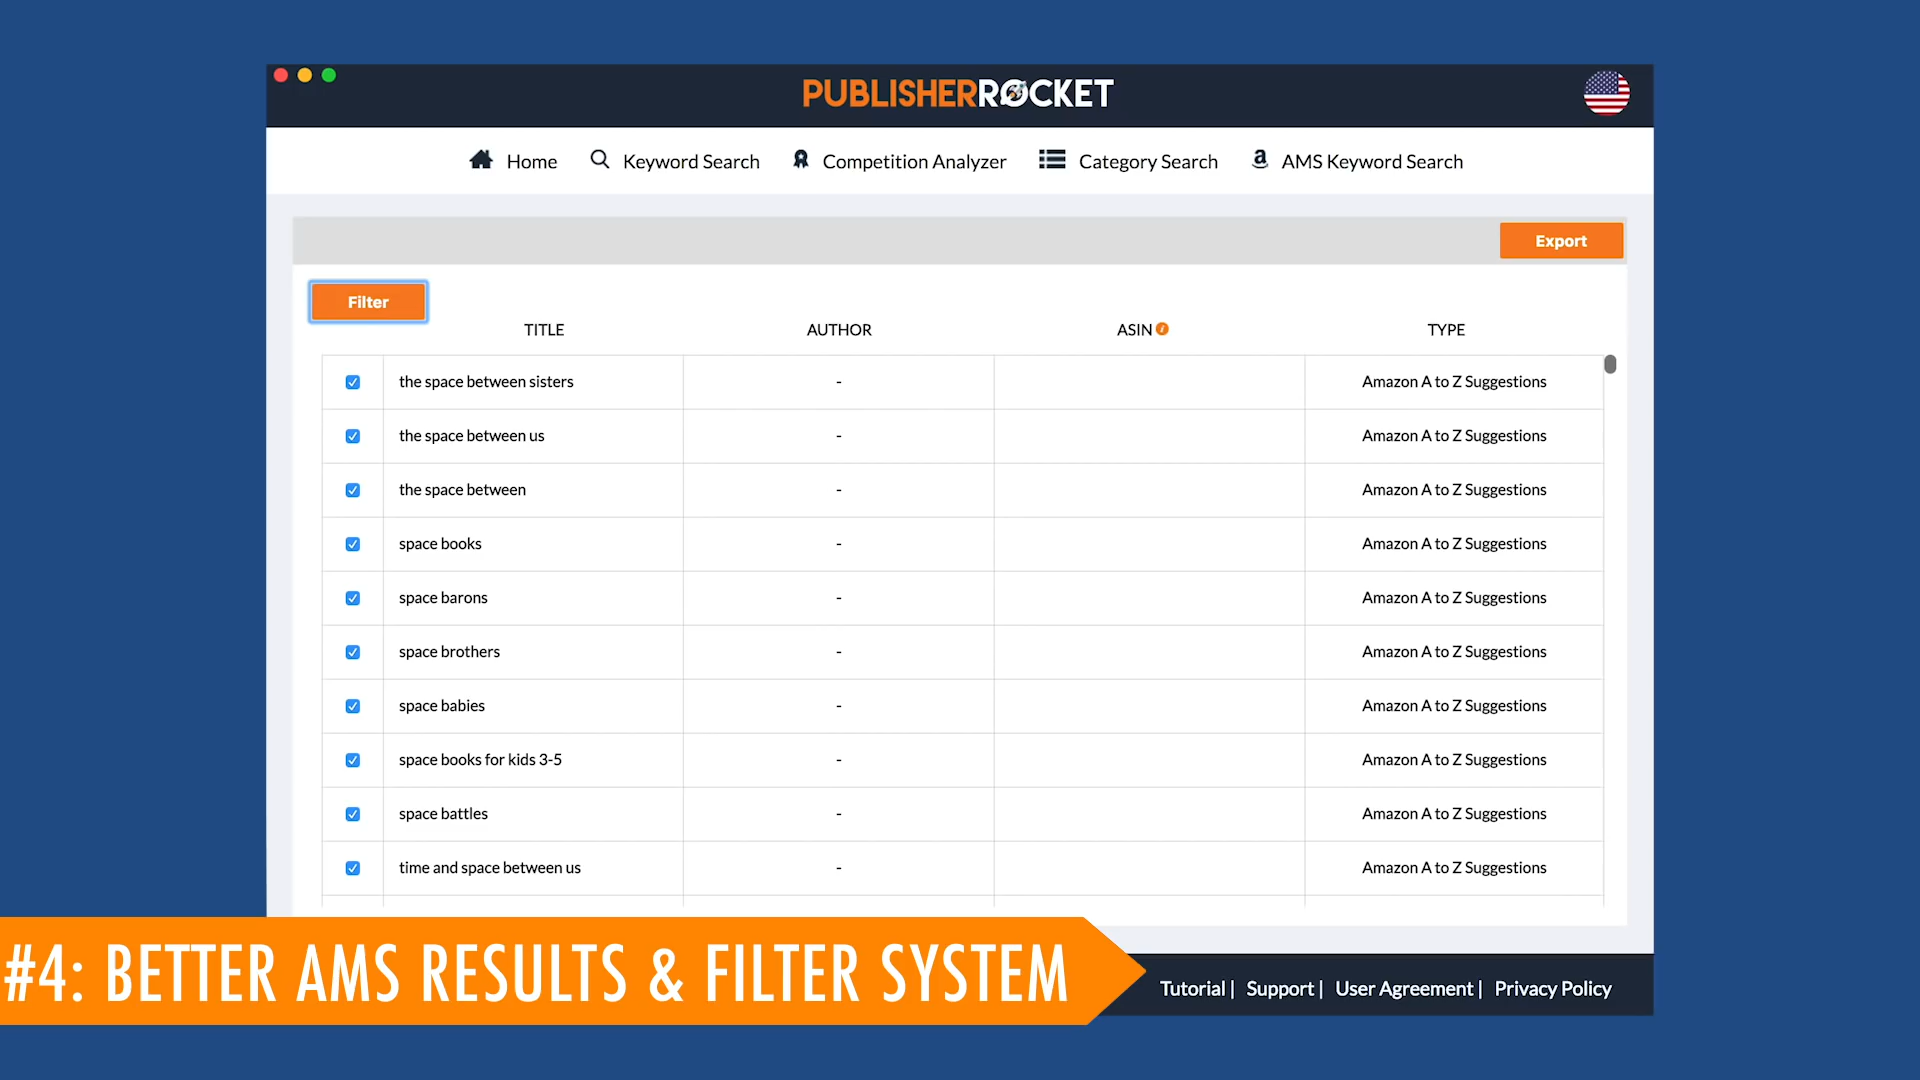 PUBLISHERROCKET
Home Keyword Search Competition Analyzer Category Search AMS Keyword Search
Export
Filter
TITLE AUTHOR ASIN TYPE
the space between sisters - Amazon A to Z Suggestions
the space between us - Amazon A to Z Suggestions
the space between - Amazon A to Z Suggestions
space books - Amazon A to Z Suggestions
space barons - Amazon A to Z Suggestions
space brothers - Amazon A to Z Suggestions
space babies - Amazon A to Z Suggestions
space books for kids 3-5 - Amazon A to Z Suggestions
space battles - Amazon A to Z Suggestions
time and space between us - Amazon A to Z Suggestions
#4: BETTER AMS RESULTS & FILTER SYSTEM
Tutorial | Support | User Agreement | Privacy Policy